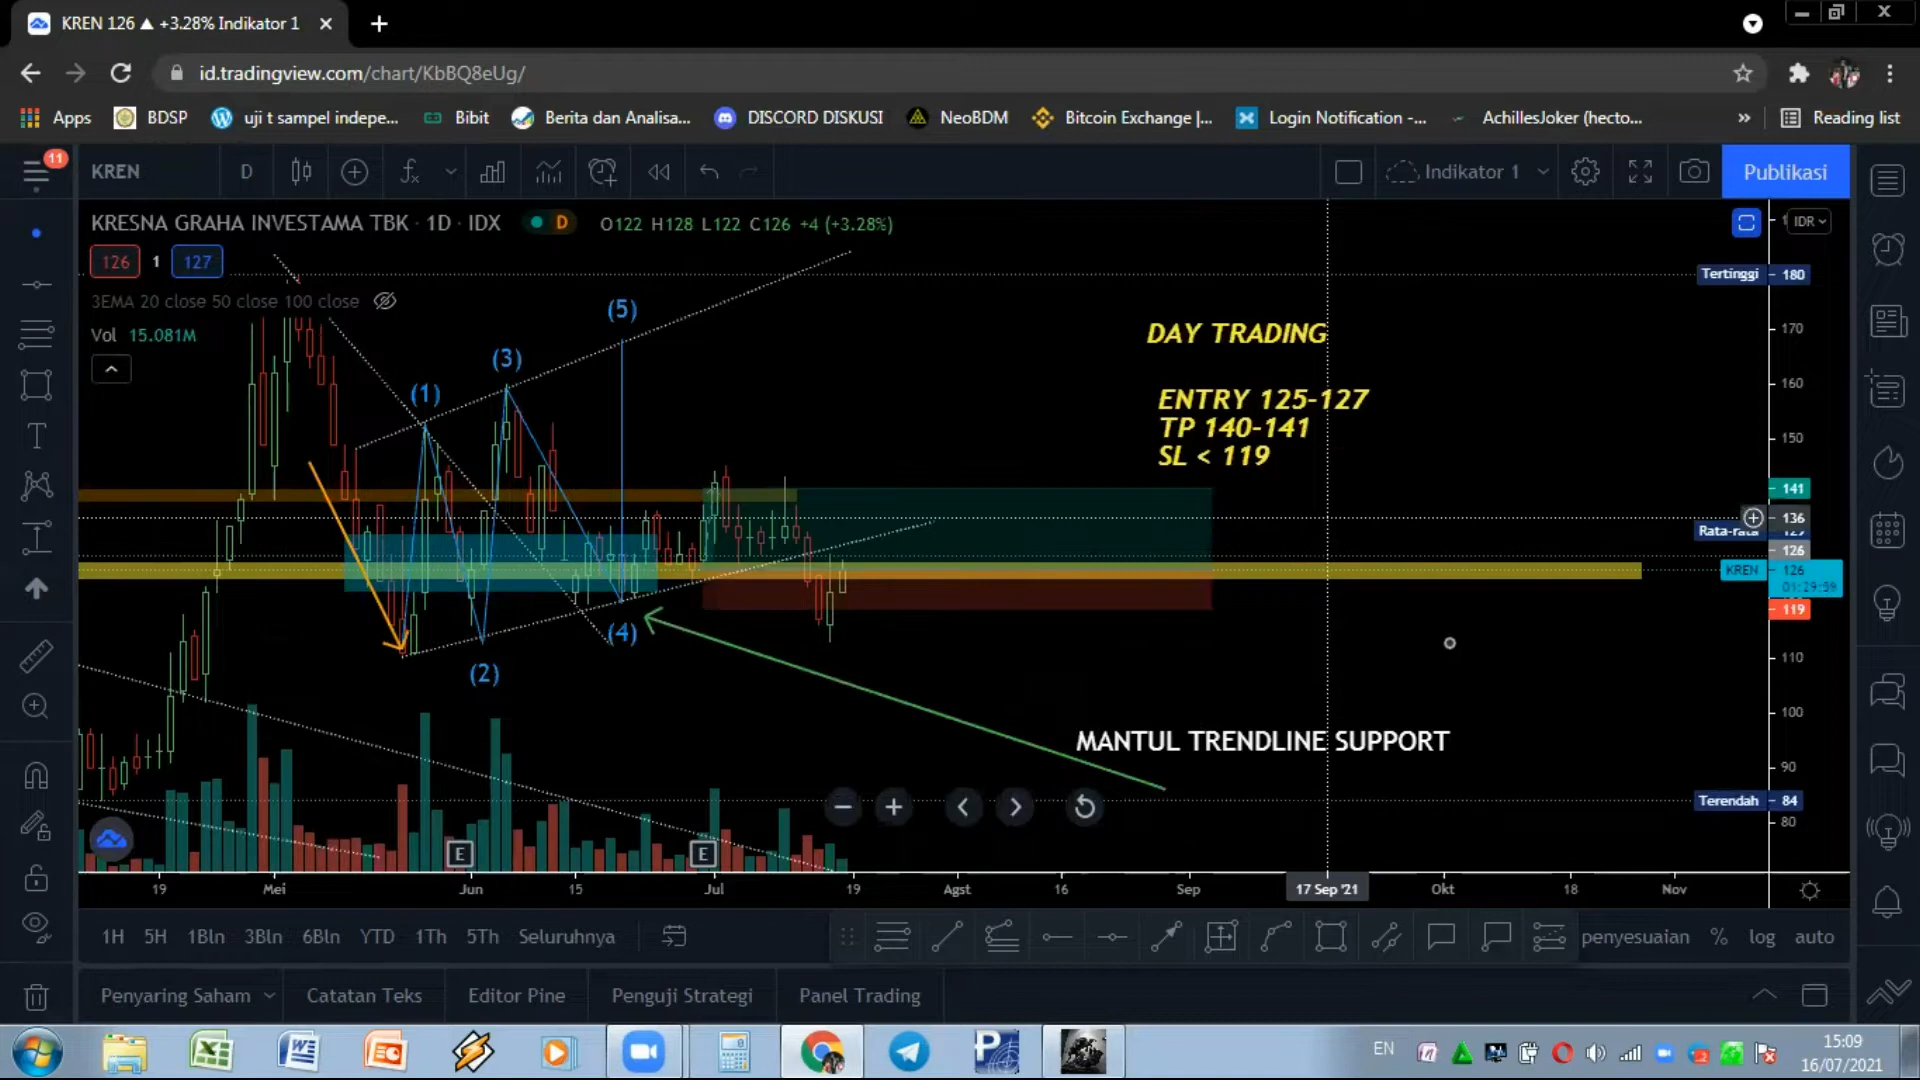 KREN 126 ▲ +3.28% Indikator 1
id.tradingview.com/chart/KbBQ8eUg/
Apps BDSP uji t sampel indepe... Bibit Berita dan Analisa... DISCORD DISKUSI NeoBDM Bitcoin Exchange |... Login Notification -... AchillesJoker (hecto... » Reading list
11
KREN D Indikator 1 Publikasi
KRESNA GRAHA INVESTAMA TBK · 1D · IDX D O122 H128 L122 C126 +4 (+3.28%)
IDR
126 1 127
Tertinggi 180
3EMA 20 close 50 close 100 close
Vol 15.081M
(5)
DAY TRADING
170
(3)
160
(1)
ENTRY 125-127
TP 140-141
150
SL < 119
141
136
Rata-rata
126
KREN 126
01:29:59
119
(4)
110
(2)
100
MANTUL TRENDLINE SUPPORT
90
Terendah 84
80
E E
19 Mei Jun 15 Jul 19 Agst 16 Sep 17 Sep '21 Okt 18 Nov
1H 5H 1Bln 3Bln 6Bln YTD 1Th 5Th Seluruhnya penyesuaian % log auto
Penyaring Saham Catatan Teks Editor Pine Penguji Strategi Panel Trading
EN 15:09
16/07/2021